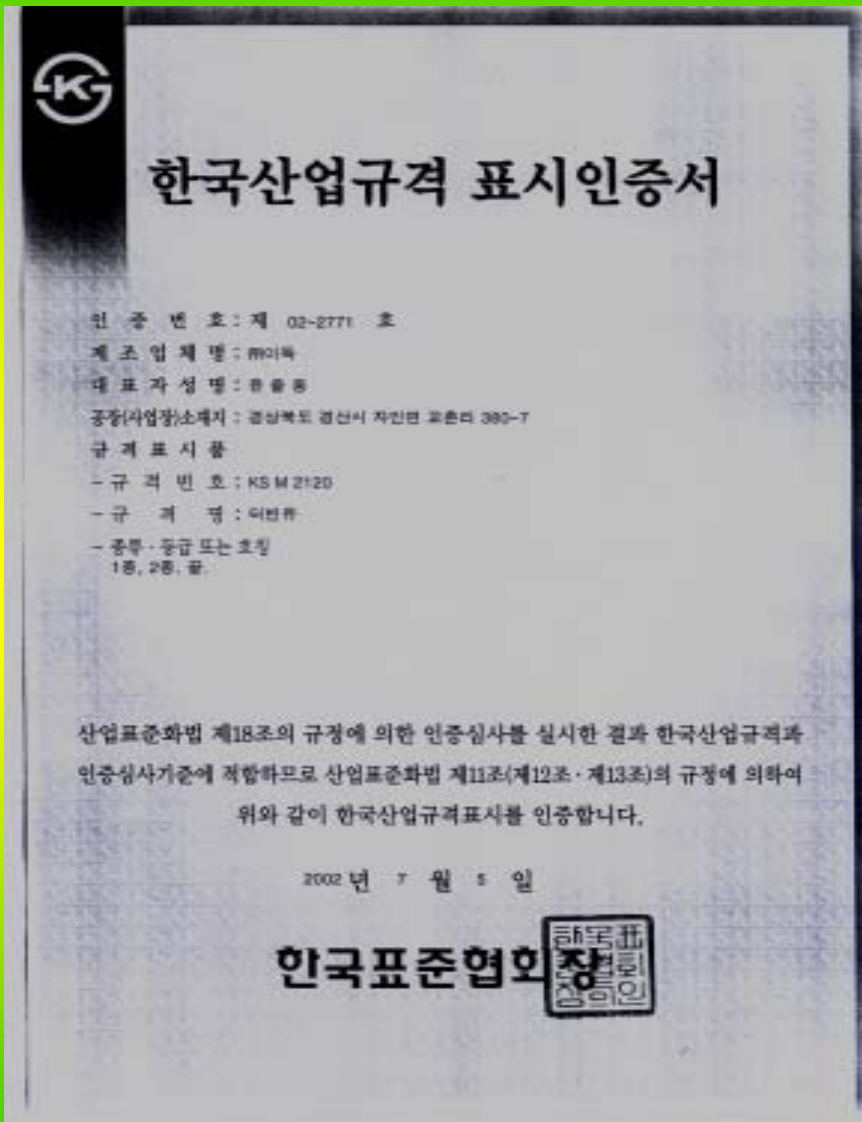 한국산업규격 표시인증서
인 증 번 호 : 제 02-2771 호
제 조 업 체 명 : ㈜이득
대 표 자 성 명 :
공장(사업장)소재지 : 경상북도 경산시 자인면 교촌리 380-7
규 격 표 시 품
- 규 격 번 호 : KS M 2120
- 규 격 명 :
- 종류 · 등급 또는 호칭
1종, 2종. 끝.
산업표준화법 제18조의 규정에 의한 인증심사를 실시한 결과 한국산업규격과
인증심사기준에 적합하므로 산업표준화법 제11조(제12조 · 제13조)의 규정에 의하여
위와 같이 한국산업규격표시를 인증합니다.
2002 년 7 월 5 일
한국표준협회장